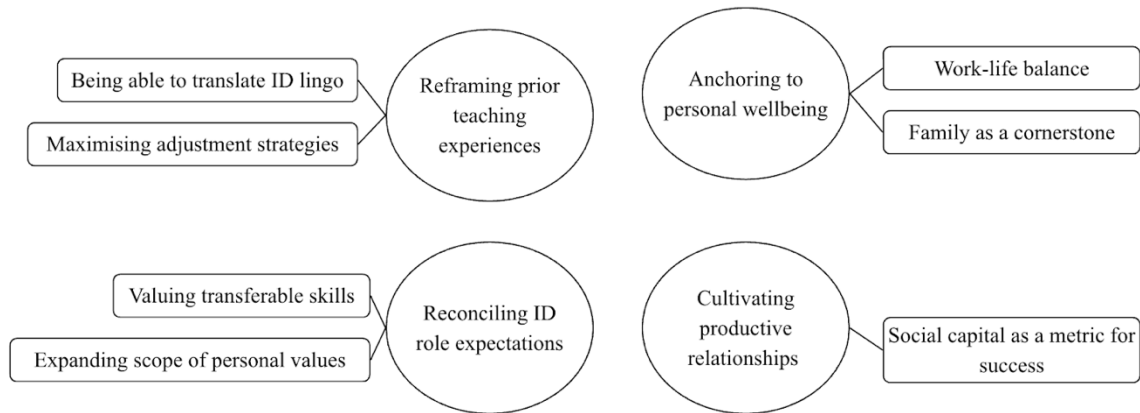 Being able to translate ID lingo
Maximising adjustment strategies
Reframing prior
teaching
experiences
Anchoring to
personal wellbeing
Work-life balance
Family as a cornerstone
Valuing transferable skills
Expanding scope of personal values
Reconciling ID
role expectations
Cultivating
productive
relationships
Social capital as a metric for
success